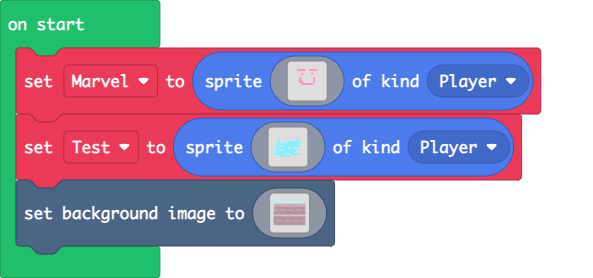 on start
set Marvel to sprite of kind Player
set Test to sprite of kind Player
set background image to